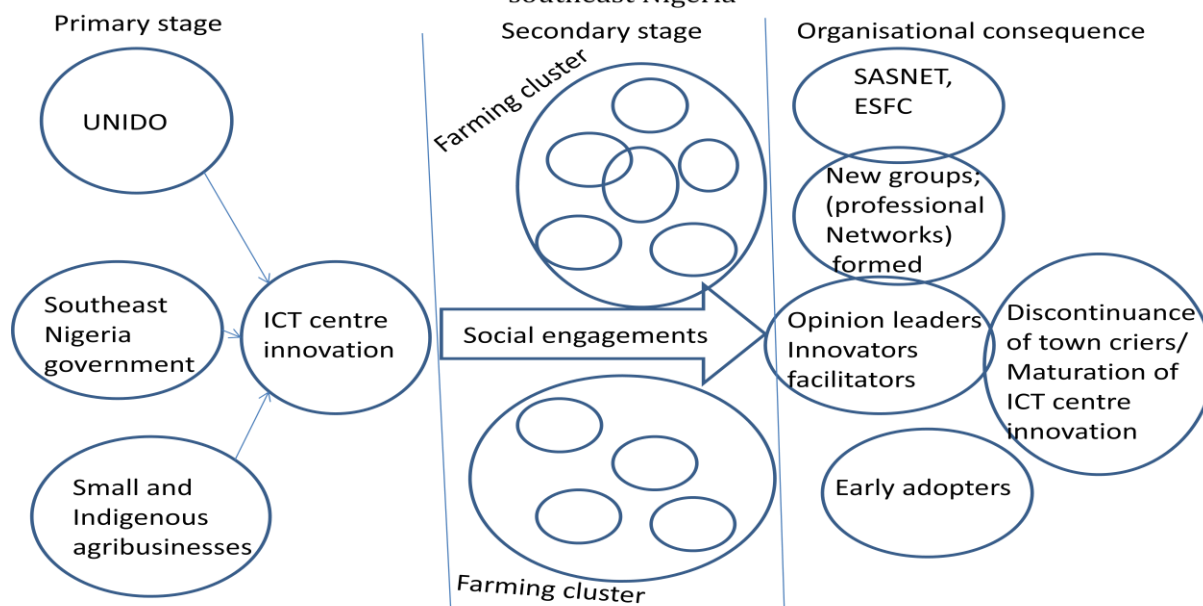 southeast Nigeria
Primary stage
Secondary stage
Organisational consequence
UNIDO
Southeast
Nigeria
government
Small and
Indigenous
agribusinesses
ICT centre
innovation
Farming cluster
Social engagements
Farming cluster
SASNET,
ESFC
New groups;
(professional
Networks)
formed
Opinion leaders
Innovators
facilitators
Discontinuance
of town criers/
Maturation of
ICT centre
innovation
Early adopters